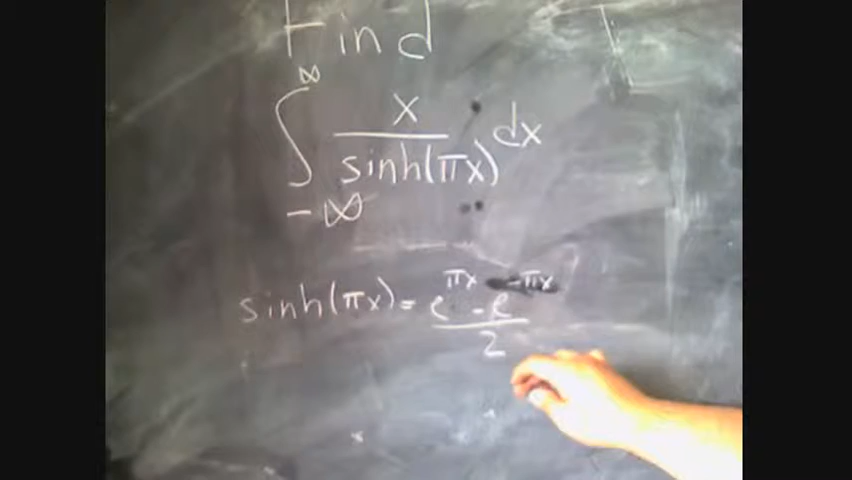 Find
∫_{-∞}^{∞} x/sinh(πx) dx
sinh(πx) = (e^{πx} - e^{-πx})/2